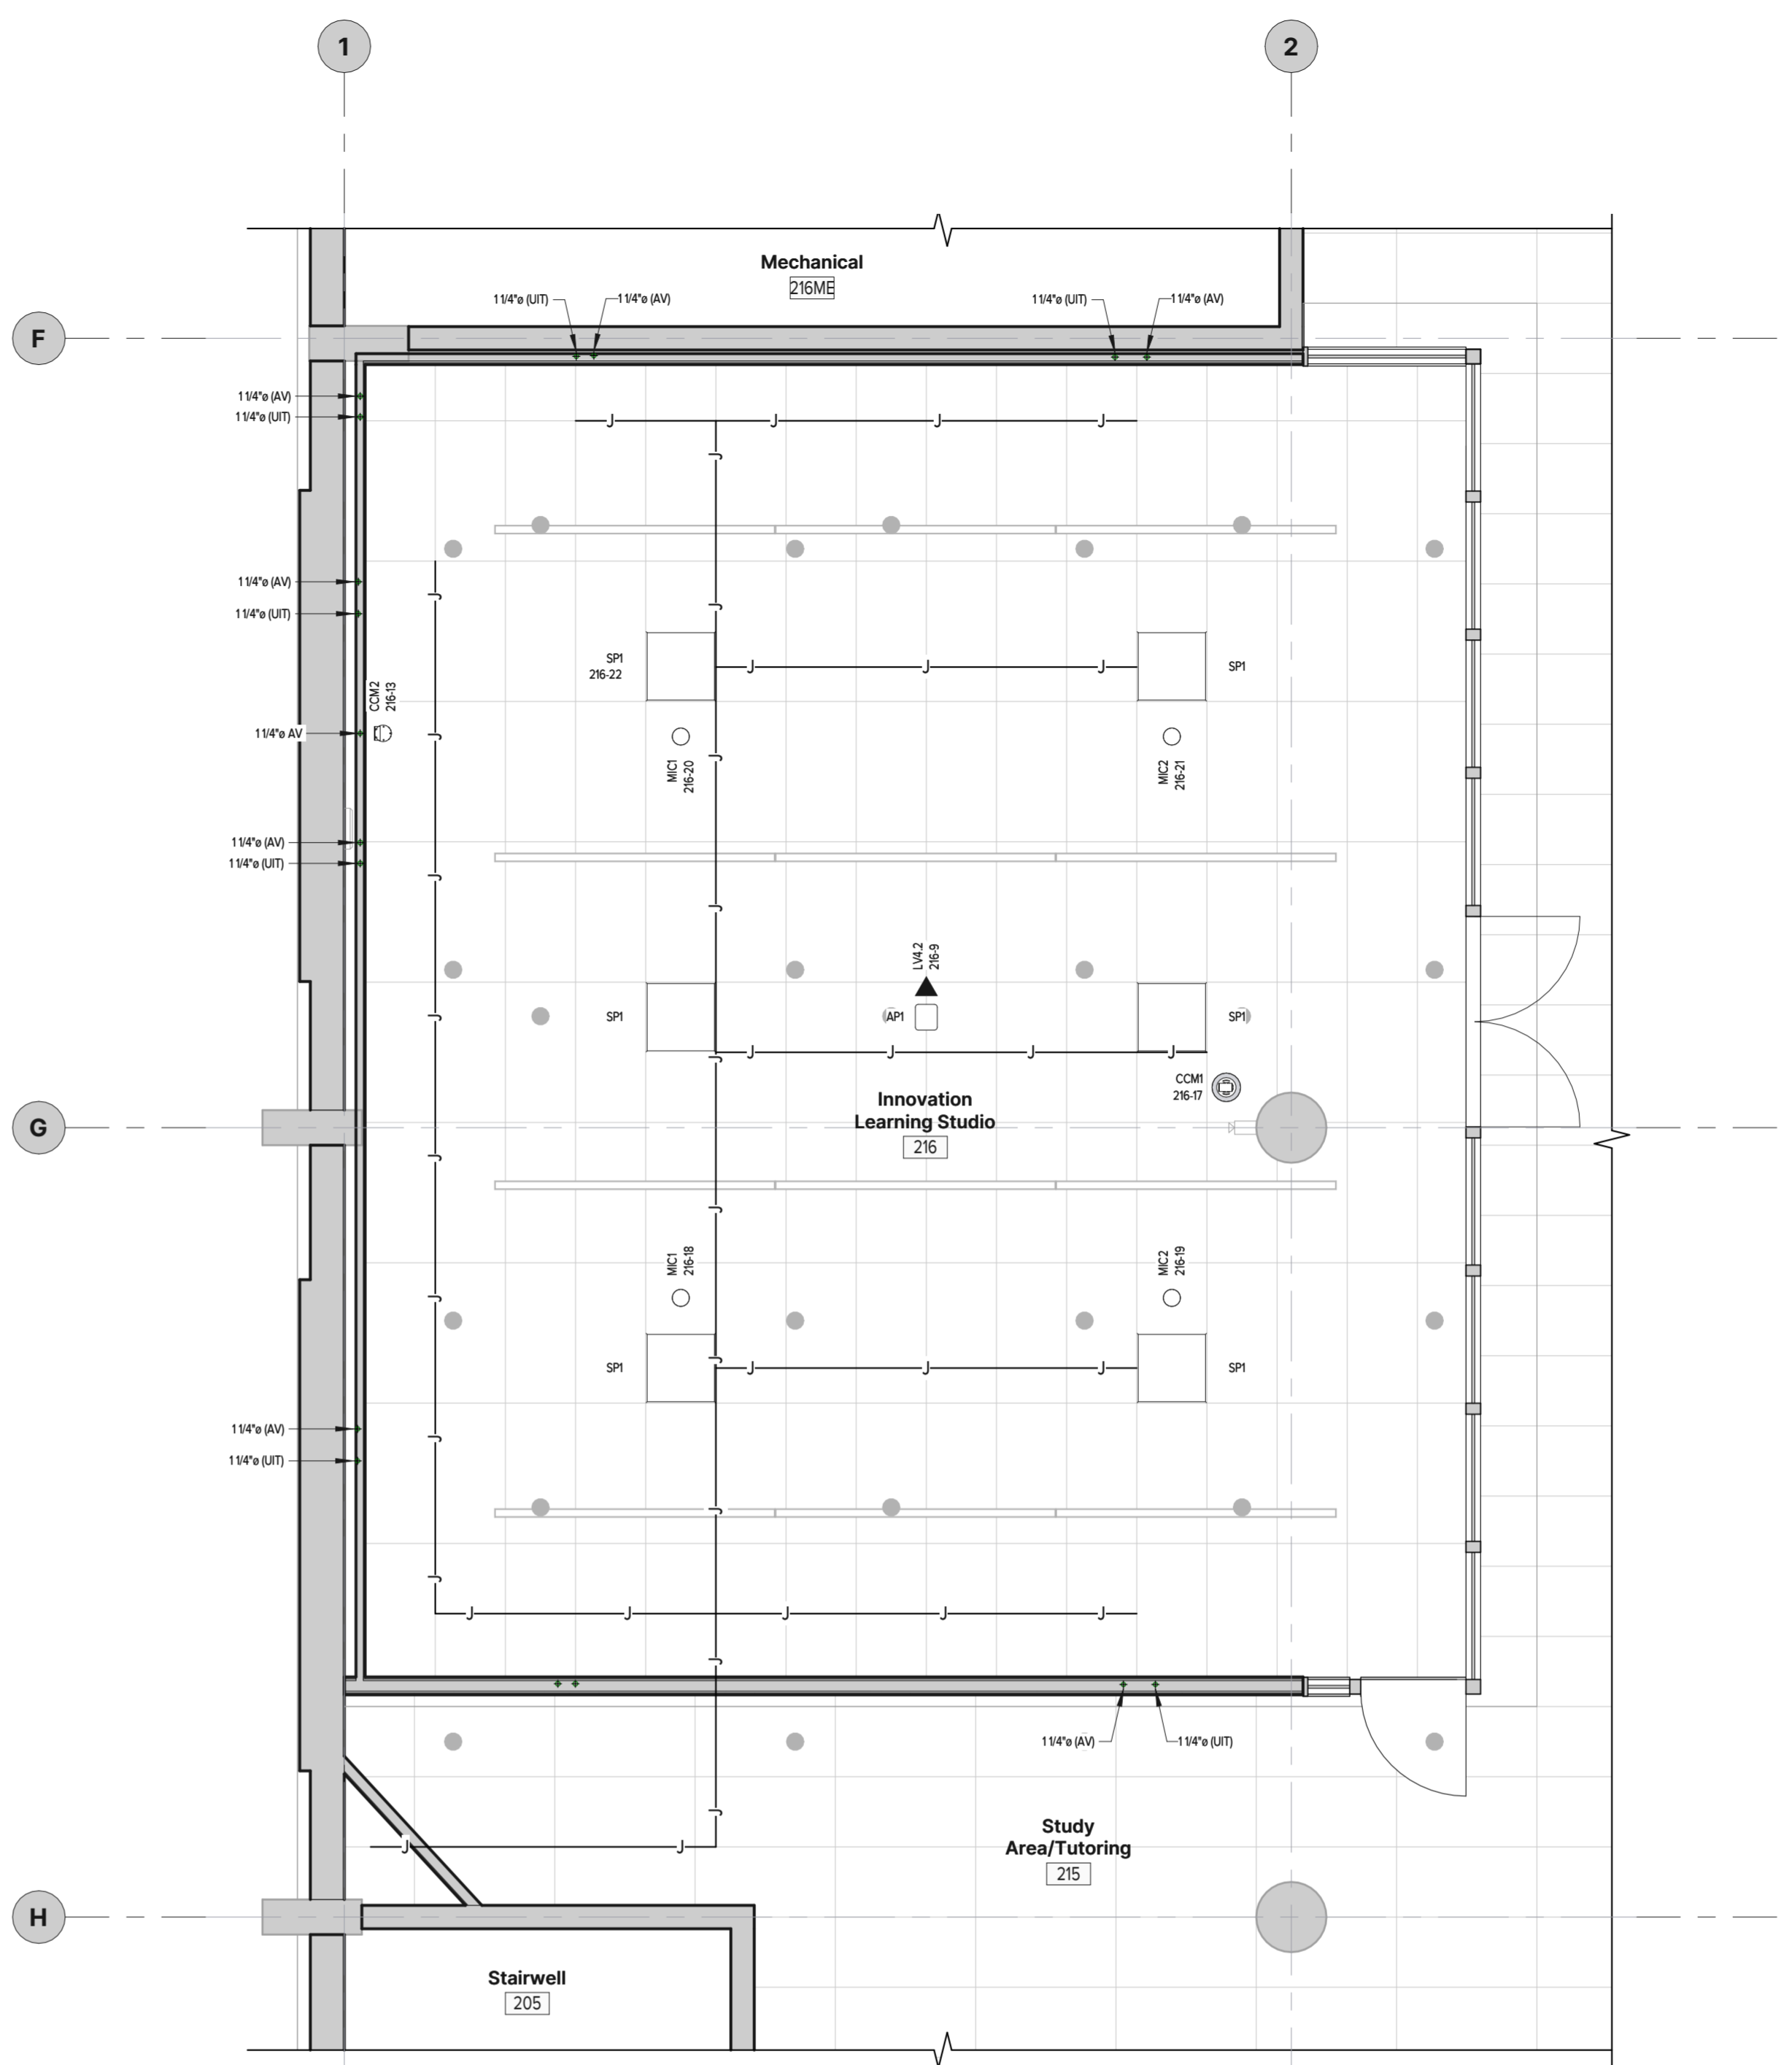 1
2
Mechanical
216ME
1 1/4"ø (UIT)
1 1/4"ø (AV)
1 1/4"ø (UIT)
1 1/4"ø (AV)
F
1 1/4"ø (AV)
1 1/4"ø (UIT)
J J J J
1 1/4"ø (AV)
1 1/4"ø (UIT)
SP1
216-22
J J J
SP1
CCM2
216-13
1 1/4"ø AV
MIC1
216-20
MIC2
216-21
1 1/4"ø (AV)
1 1/4"ø (UIT)
LV4.2
216-9
SP1
AP1
SP1
J J J J
CCM1
216-17
Innovation
Learning Studio
216
G
MIC1
216-18
MIC2
216-19
SP1
J J J
SP1
1 1/4"ø (AV)
1 1/4"ø (UIT)
J J J J J
1 1/4"ø (AV)
1 1/4"ø (UIT)
Study
Area/Tutoring
215
J J
H
Stairwell
205